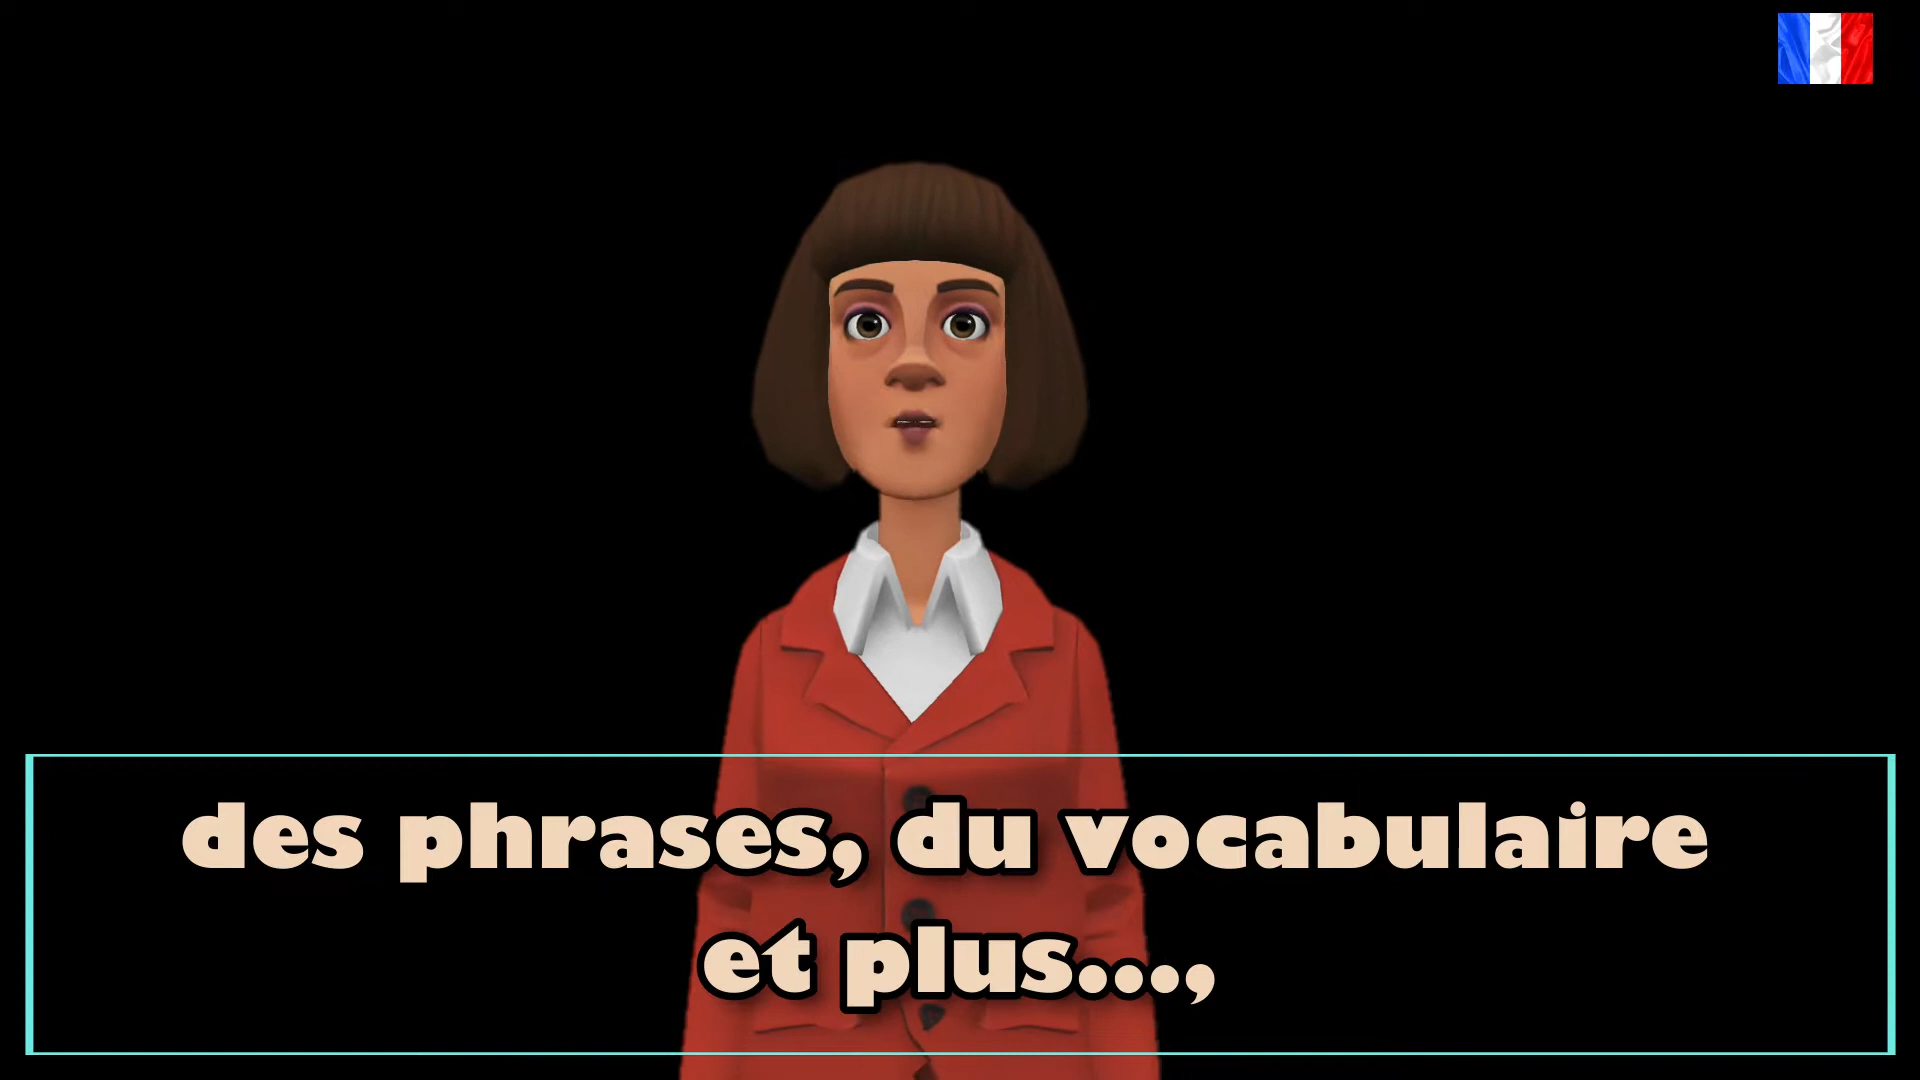 des phrases, du vocabulaire
et plus...,